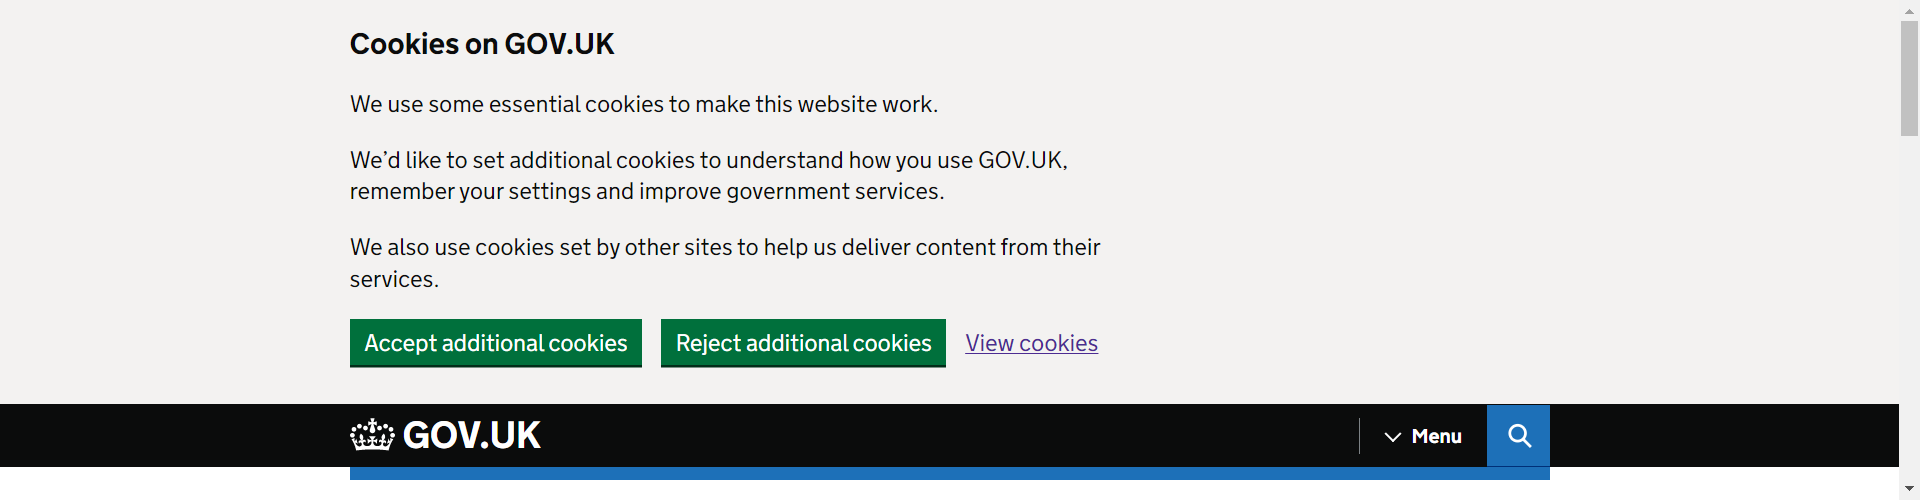 Cookies on GOV.UK
We use some essential cookies to make this website work.
We’d like to set additional cookies to understand how you use GOV.UK,
remember your settings and improve government services.
We also use cookies set by other sites to help us deliver content from their
services.
Accept additional cookies Reject additional cookies View cookies
GOV.UK Menu